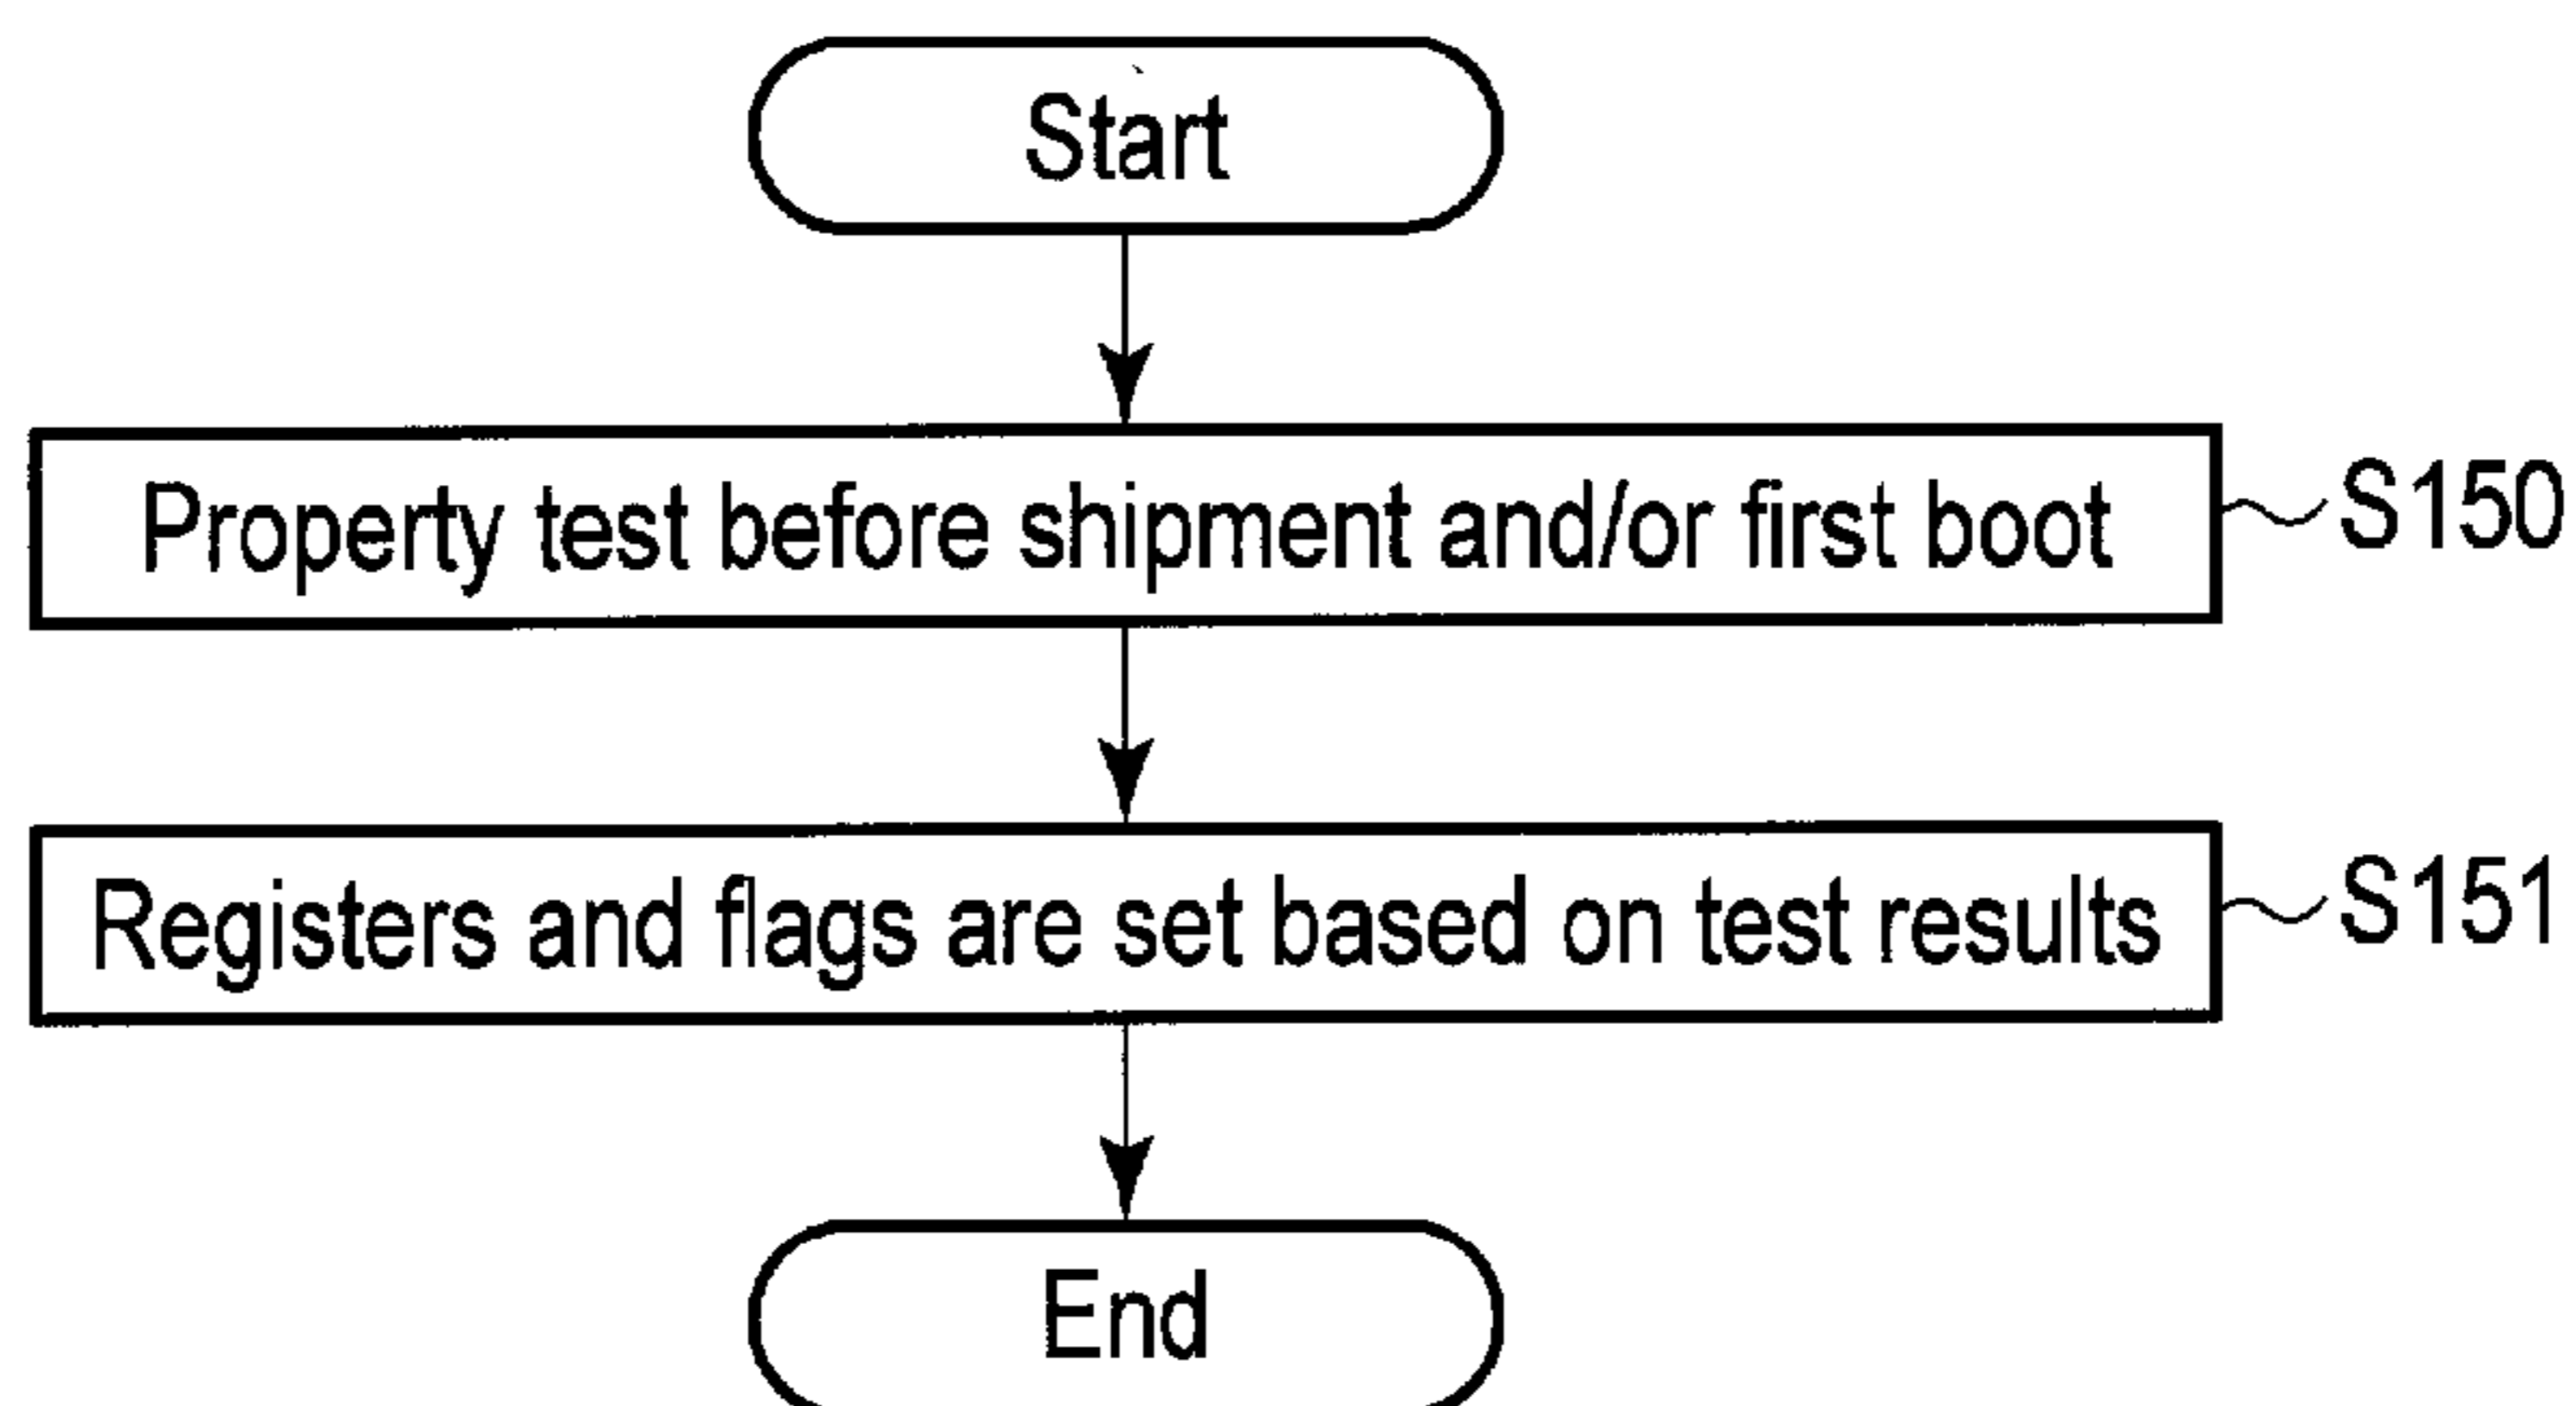 Start
Property test before shipment and/or first boot
S150
Registers and flags are set based on test results
S151
End